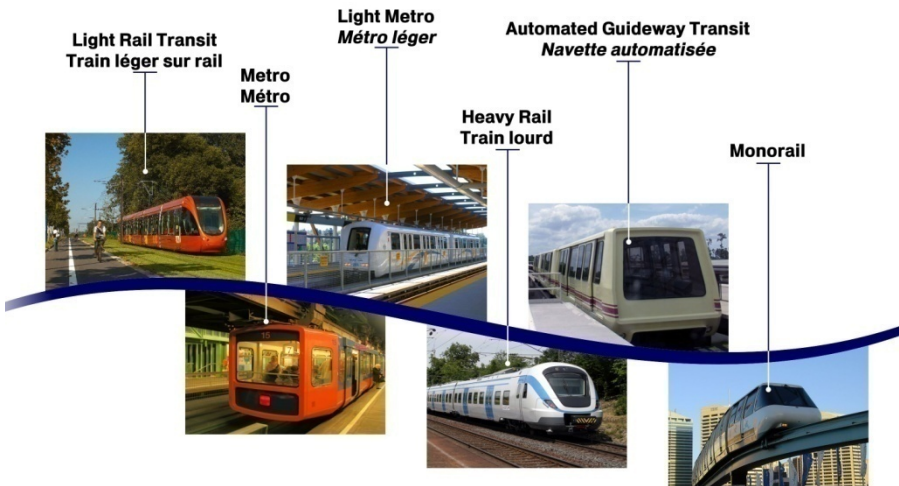 Light Rail Transit
Train léger sur rail
Metro
Métro
Light Metro
Métro léger
Heavy Rail
Train lourd
Automated Guideway Transit
Navette automatisée
Monorail
15